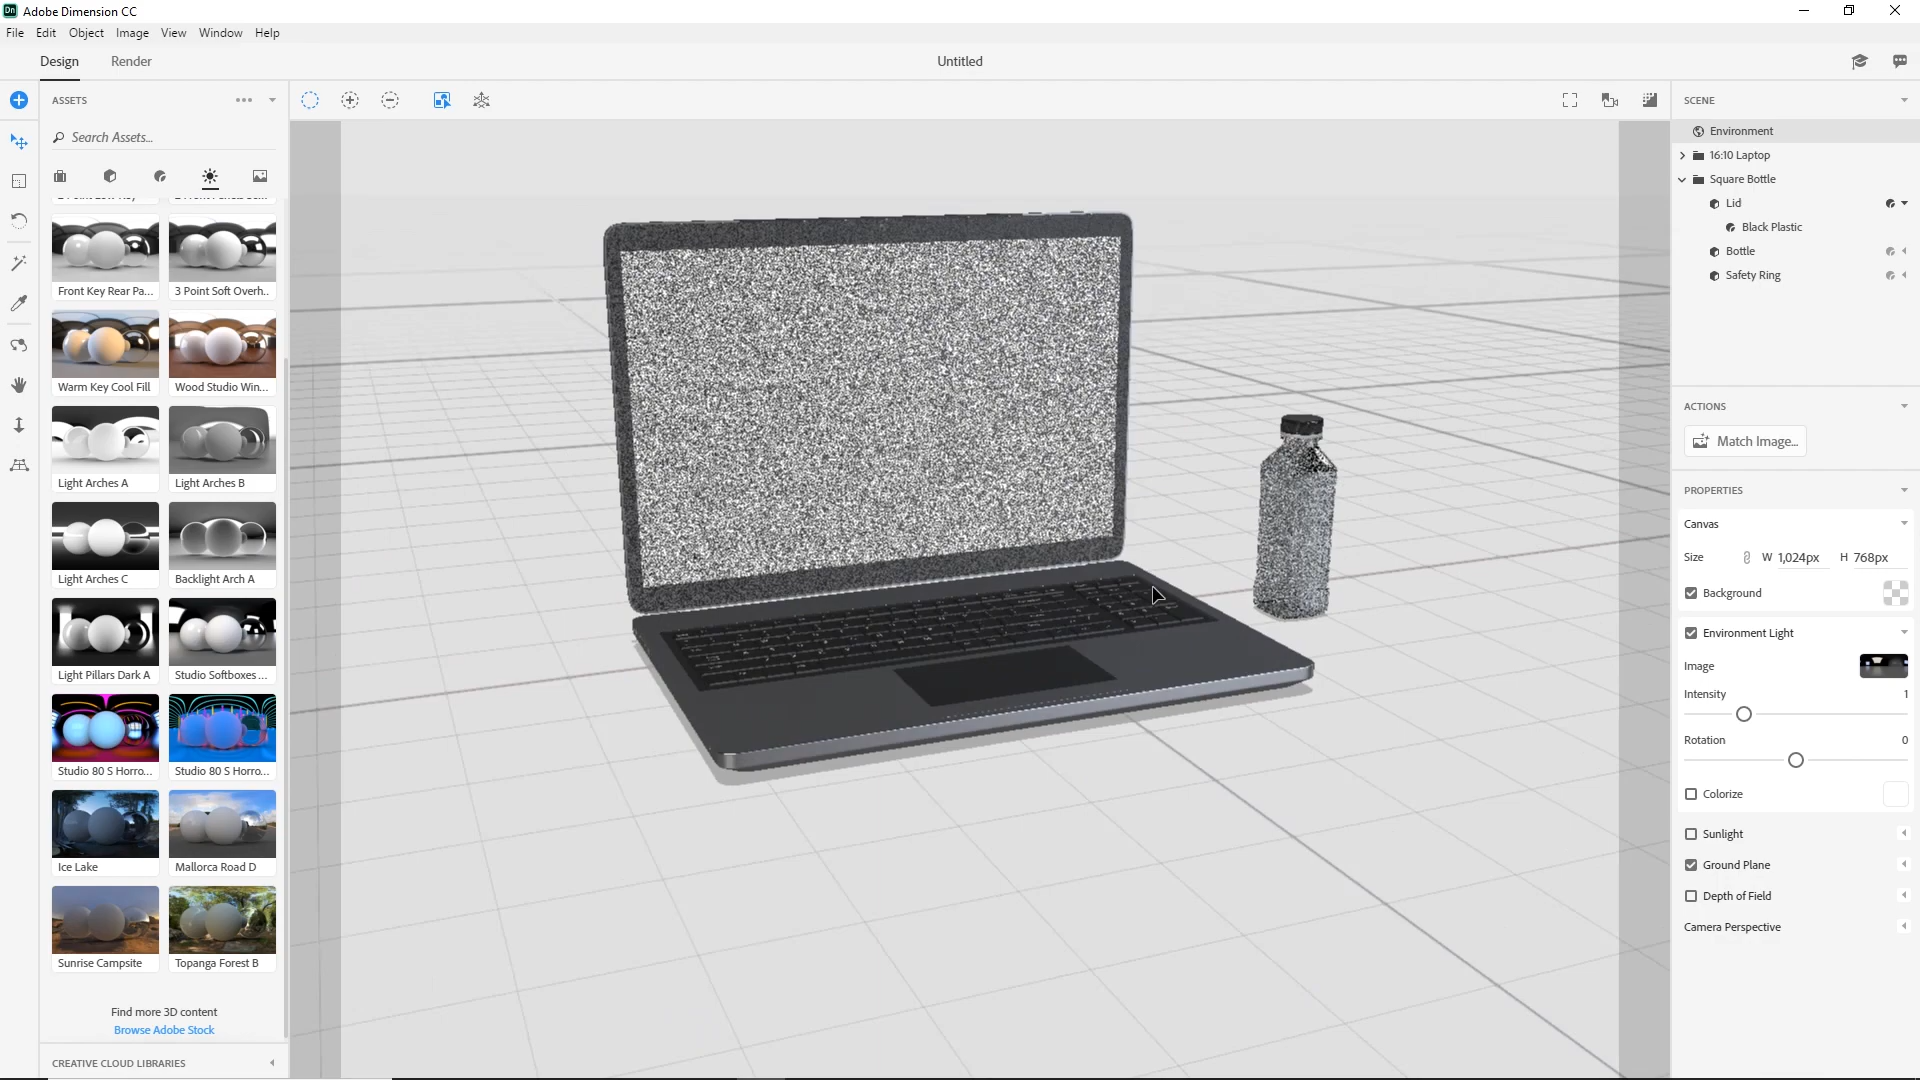 Dn Adobe Dimension CC
File Edit Object Image View Window Help
Design Render Untitled
ASSETS
Search Assets...
Front Key Rear Pa... 3 Point Soft Overh..
Warm Key Cool Fill Wood Studio Win...
Light Arches A Light Arches B
Light Arches C Backlight Arch A
Light Pillars Dark A Studio Softboxes ...
Studio 80 S Horro... Studio 80 S Horro...
Ice Lake Mallorca Road D
Sunrise Campsite Topanga Forest B
Find more 3D content
Browse Adobe Stock
CREATIVE CLOUD LIBRARIES
SCENE
Environment
16:10 Laptop
Square Bottle
Lid
Black Plastic
Bottle
Safety Ring
ACTIONS
Match Image...
PROPERTIES
Canvas
Size W 1,024px H 768px
Background
Environment Light
Image
Intensity 1
Rotation 0
Colorize
Sunlight
Ground Plane
Depth of Field
Camera Perspective